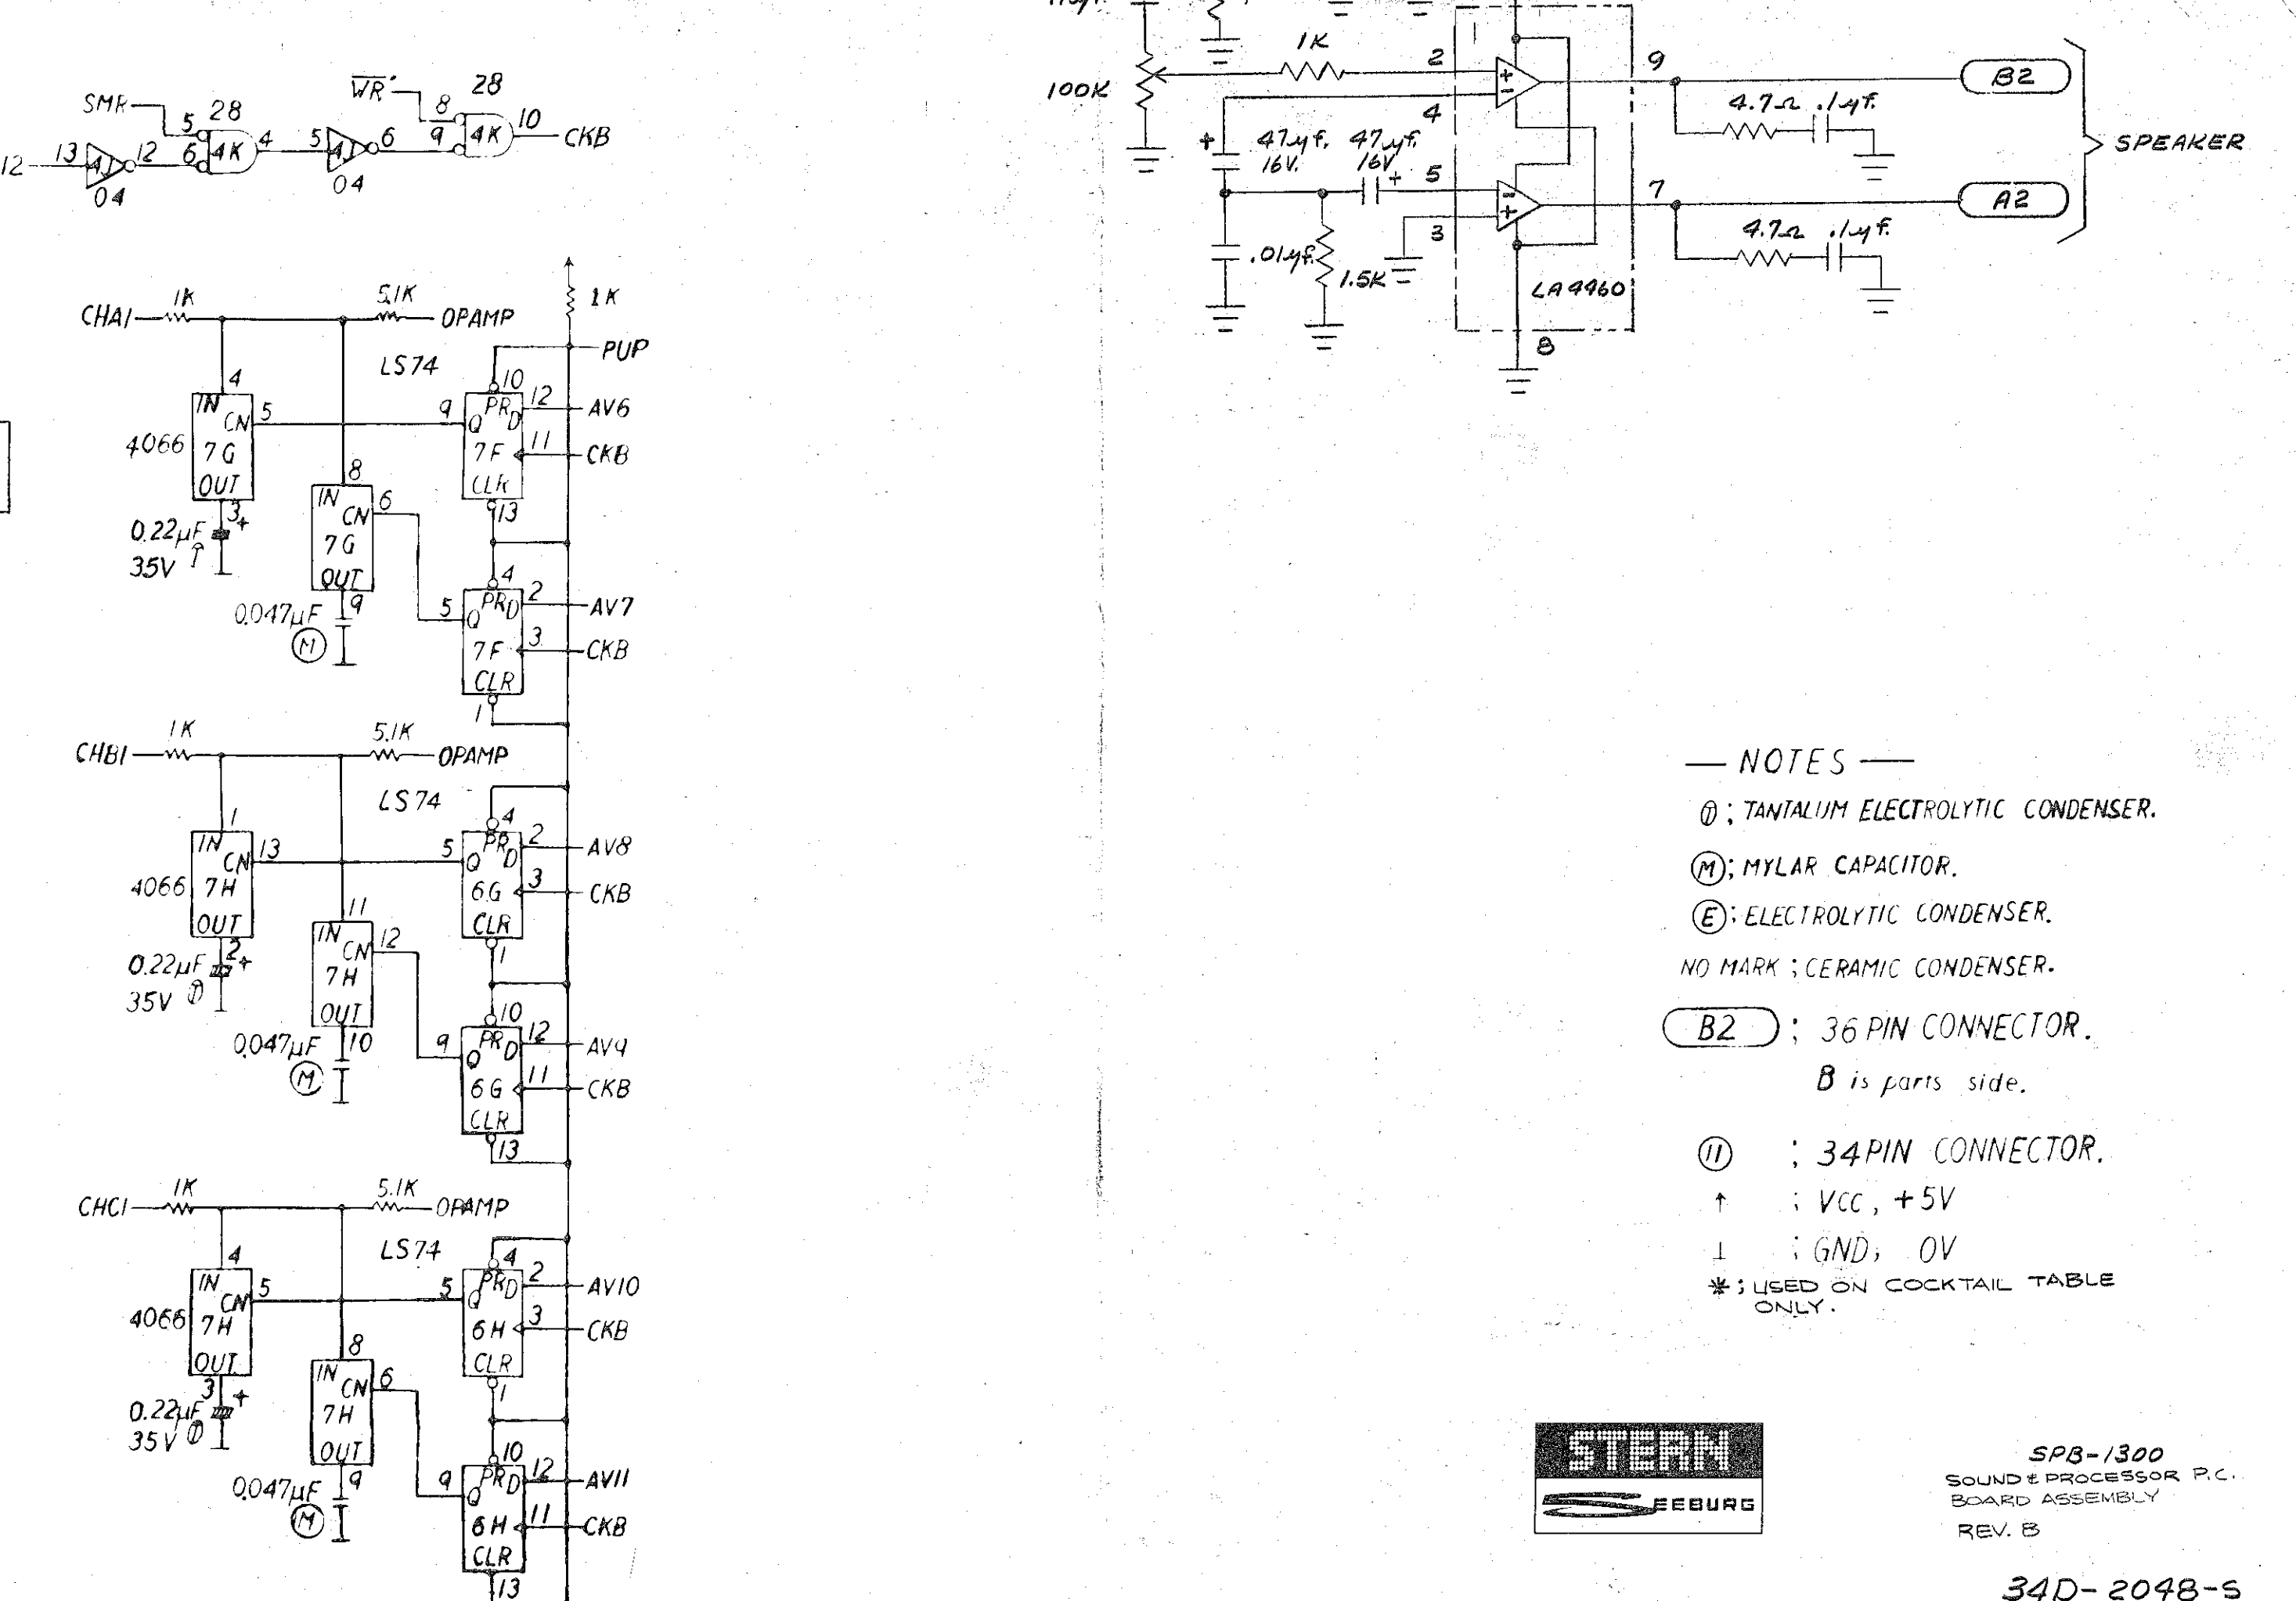 SMR
5
28
W̅R̅
8
28
12
13
4J
12
6
4K
4
5
4J
6
9
4K
10
CKB
04
04
100K
1K
2
4
9
B2
4.7Ω
.1μf.
+
47μf.
16V.
47μf.
16V
+
5
3
7
A2
4.7Ω
.1μf.
SPEAKER
.01μf.
1.5K
LA4460
8
CHA1
1K
5.1K
OPAMP
1K
PUP
LS74
4
IN
CN
5
4066
7G
OUT
3
+
0.22μF
35V
8
IN
CN
6
7G
OUT
9
0.047μF
M
10
9
Q
PR
D
12
AV6
7F
11
CKB
CLR
13
4
5
Q
PR
D
2
AV7
7F
3
CKB
CLR
1
CHB1
1K
5.1K
OPAMP
LS74
1
IN
CN
13
4066
7H
OUT
2
+
0.22μF
35V
T
11
IN
CN
12
7H
OUT
10
0.047μF
M
4
5
Q
PR
D
2
AV8
6G
3
CKB
CLR
1
10
9
Q
PR
D
12
AV9
6G
11
CKB
CLR
13
CHC1
1K
5.1K
OPAMP
LS74
4
IN
CN
5
4066
7H
OUT
3
+
0.22μF
35V
T
8
IN
CN
6
7H
OUT
9
0.047μF
M
4
5
Q
PR
D
2
AV10
6H
3
CKB
CLR
1
10
9
Q
PR
D
12
AV11
6H
11
CKB
CLR
13
— NOTES —
T ; TANTALUM ELECTROLYTIC CONDENSER.
M ; MYLAR CAPACITOR.
E ; ELECTROLYTIC CONDENSER.
NO MARK ; CERAMIC CONDENSER.
B2 ; 36 PIN CONNECTOR.
B is parts side.
11 ; 34PIN CONNECTOR.
↑ ; VCC, +5V
⊥ ; GND, 0V
* ; USED ON COCKTAIL TABLE
ONLY.
STERN
SEEBURG
SPB-1300
SOUND & PROCESSOR P.C.
BOARD ASSEMBLY
REV. B
34D-2048-S